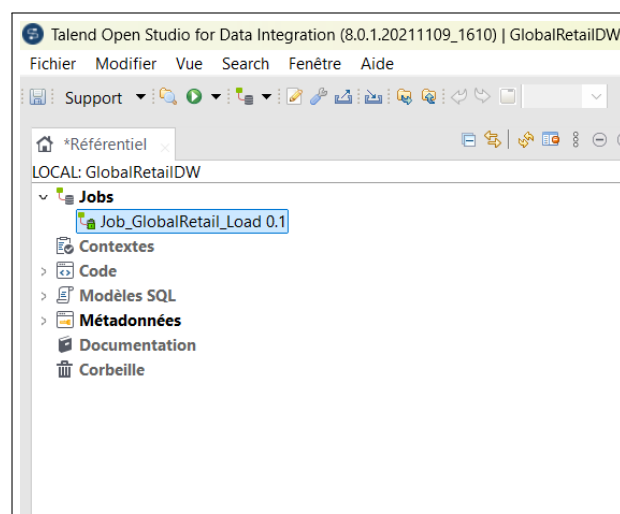 Talend Open Studio for Data Integration (8.0.1.20211109_1610) | GlobalRetailDW
Fichier Modifier Vue Search Fenêtre Aide
Support
*Référentiel
LOCAL: GlobalRetailDW
Jobs
Job_GlobalRetail_Load 0.1
Contextes
Code
Modèles SQL
Métadonnées
Documentation
Corbeille